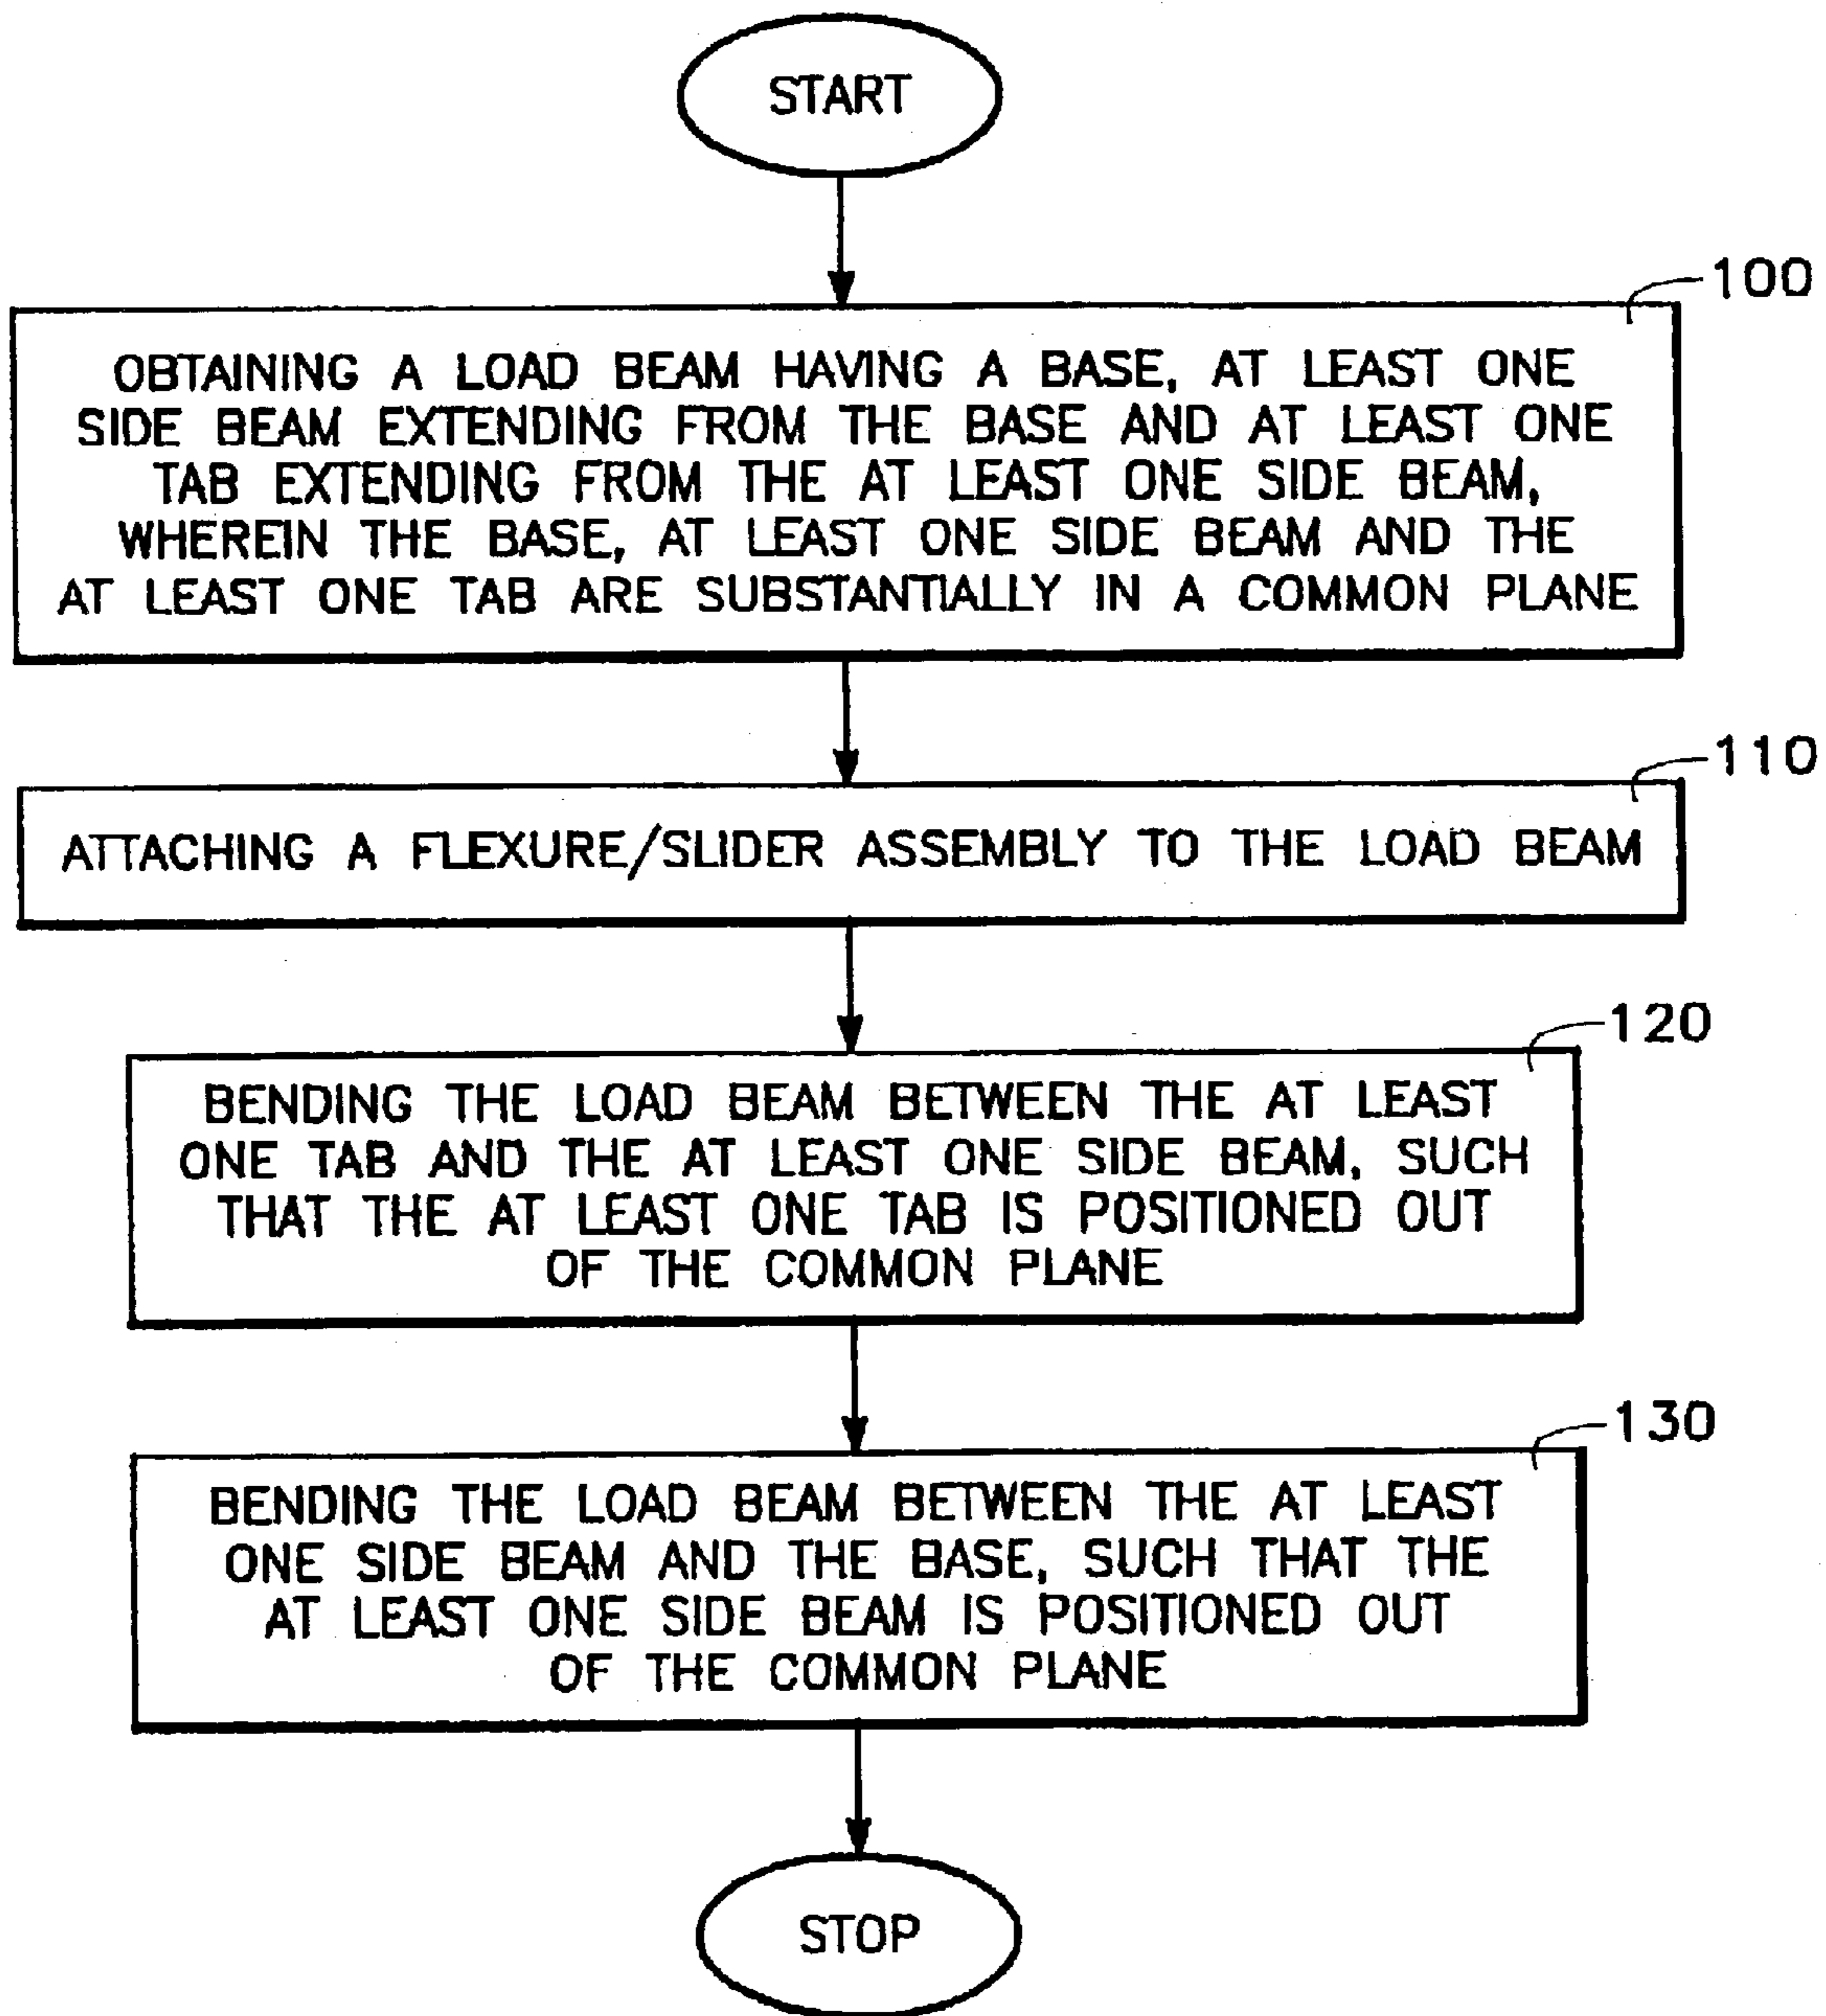 START
100
OBTAINING A LOAD BEAM HAVING A BASE, AT LEAST ONE
SIDE BEAM EXTENDING FROM THE BASE AND AT LEAST ONE
TAB EXTENDING FROM THE AT LEAST ONE SIDE BEAM,
WHEREIN THE BASE, AT LEAST ONE SIDE BEAM AND THE
AT LEAST ONE TAB ARE SUBSTANTIALLY IN A COMMON PLANE
110
ATTACHING A FLEXURE/SLIDER ASSEMBLY TO THE LOAD BEAM
120
BENDING THE LOAD BEAM BETWEEN THE AT LEAST
ONE TAB AND THE AT LEAST ONE SIDE BEAM, SUCH
THAT THE AT LEAST ONE TAB IS POSITIONED OUT
OF THE COMMON PLANE
130
BENDING THE LOAD BEAM BETWEEN THE AT LEAST
ONE SIDE BEAM AND THE BASE, SUCH THAT THE
AT LEAST ONE SIDE BEAM IS POSITIONED OUT
OF THE COMMON PLANE
STOP